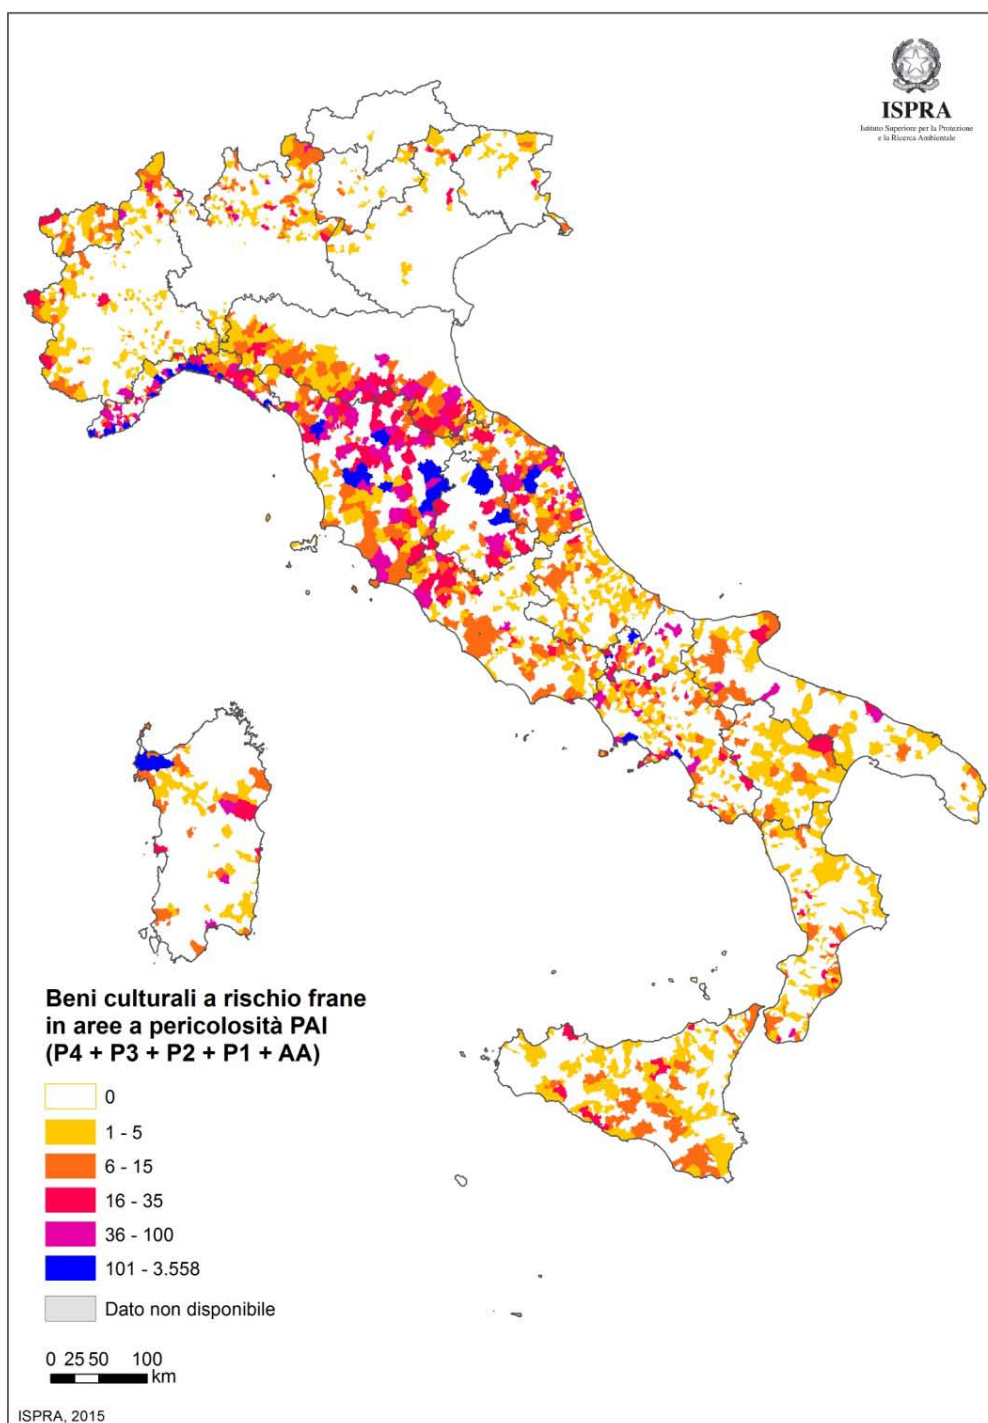 ISPRA
Istituto Superiore per la Protezione
e la Ricerca Ambientale
Beni culturali a rischio frane
in aree a pericolosità PAI
(P4 + P3 + P2 + P1 + AA)
0
1 - 5
6 - 15
16 - 35
36 - 100
101 - 3.558
Dato non disponibile
0 25 50 100
km
ISPRA, 2015